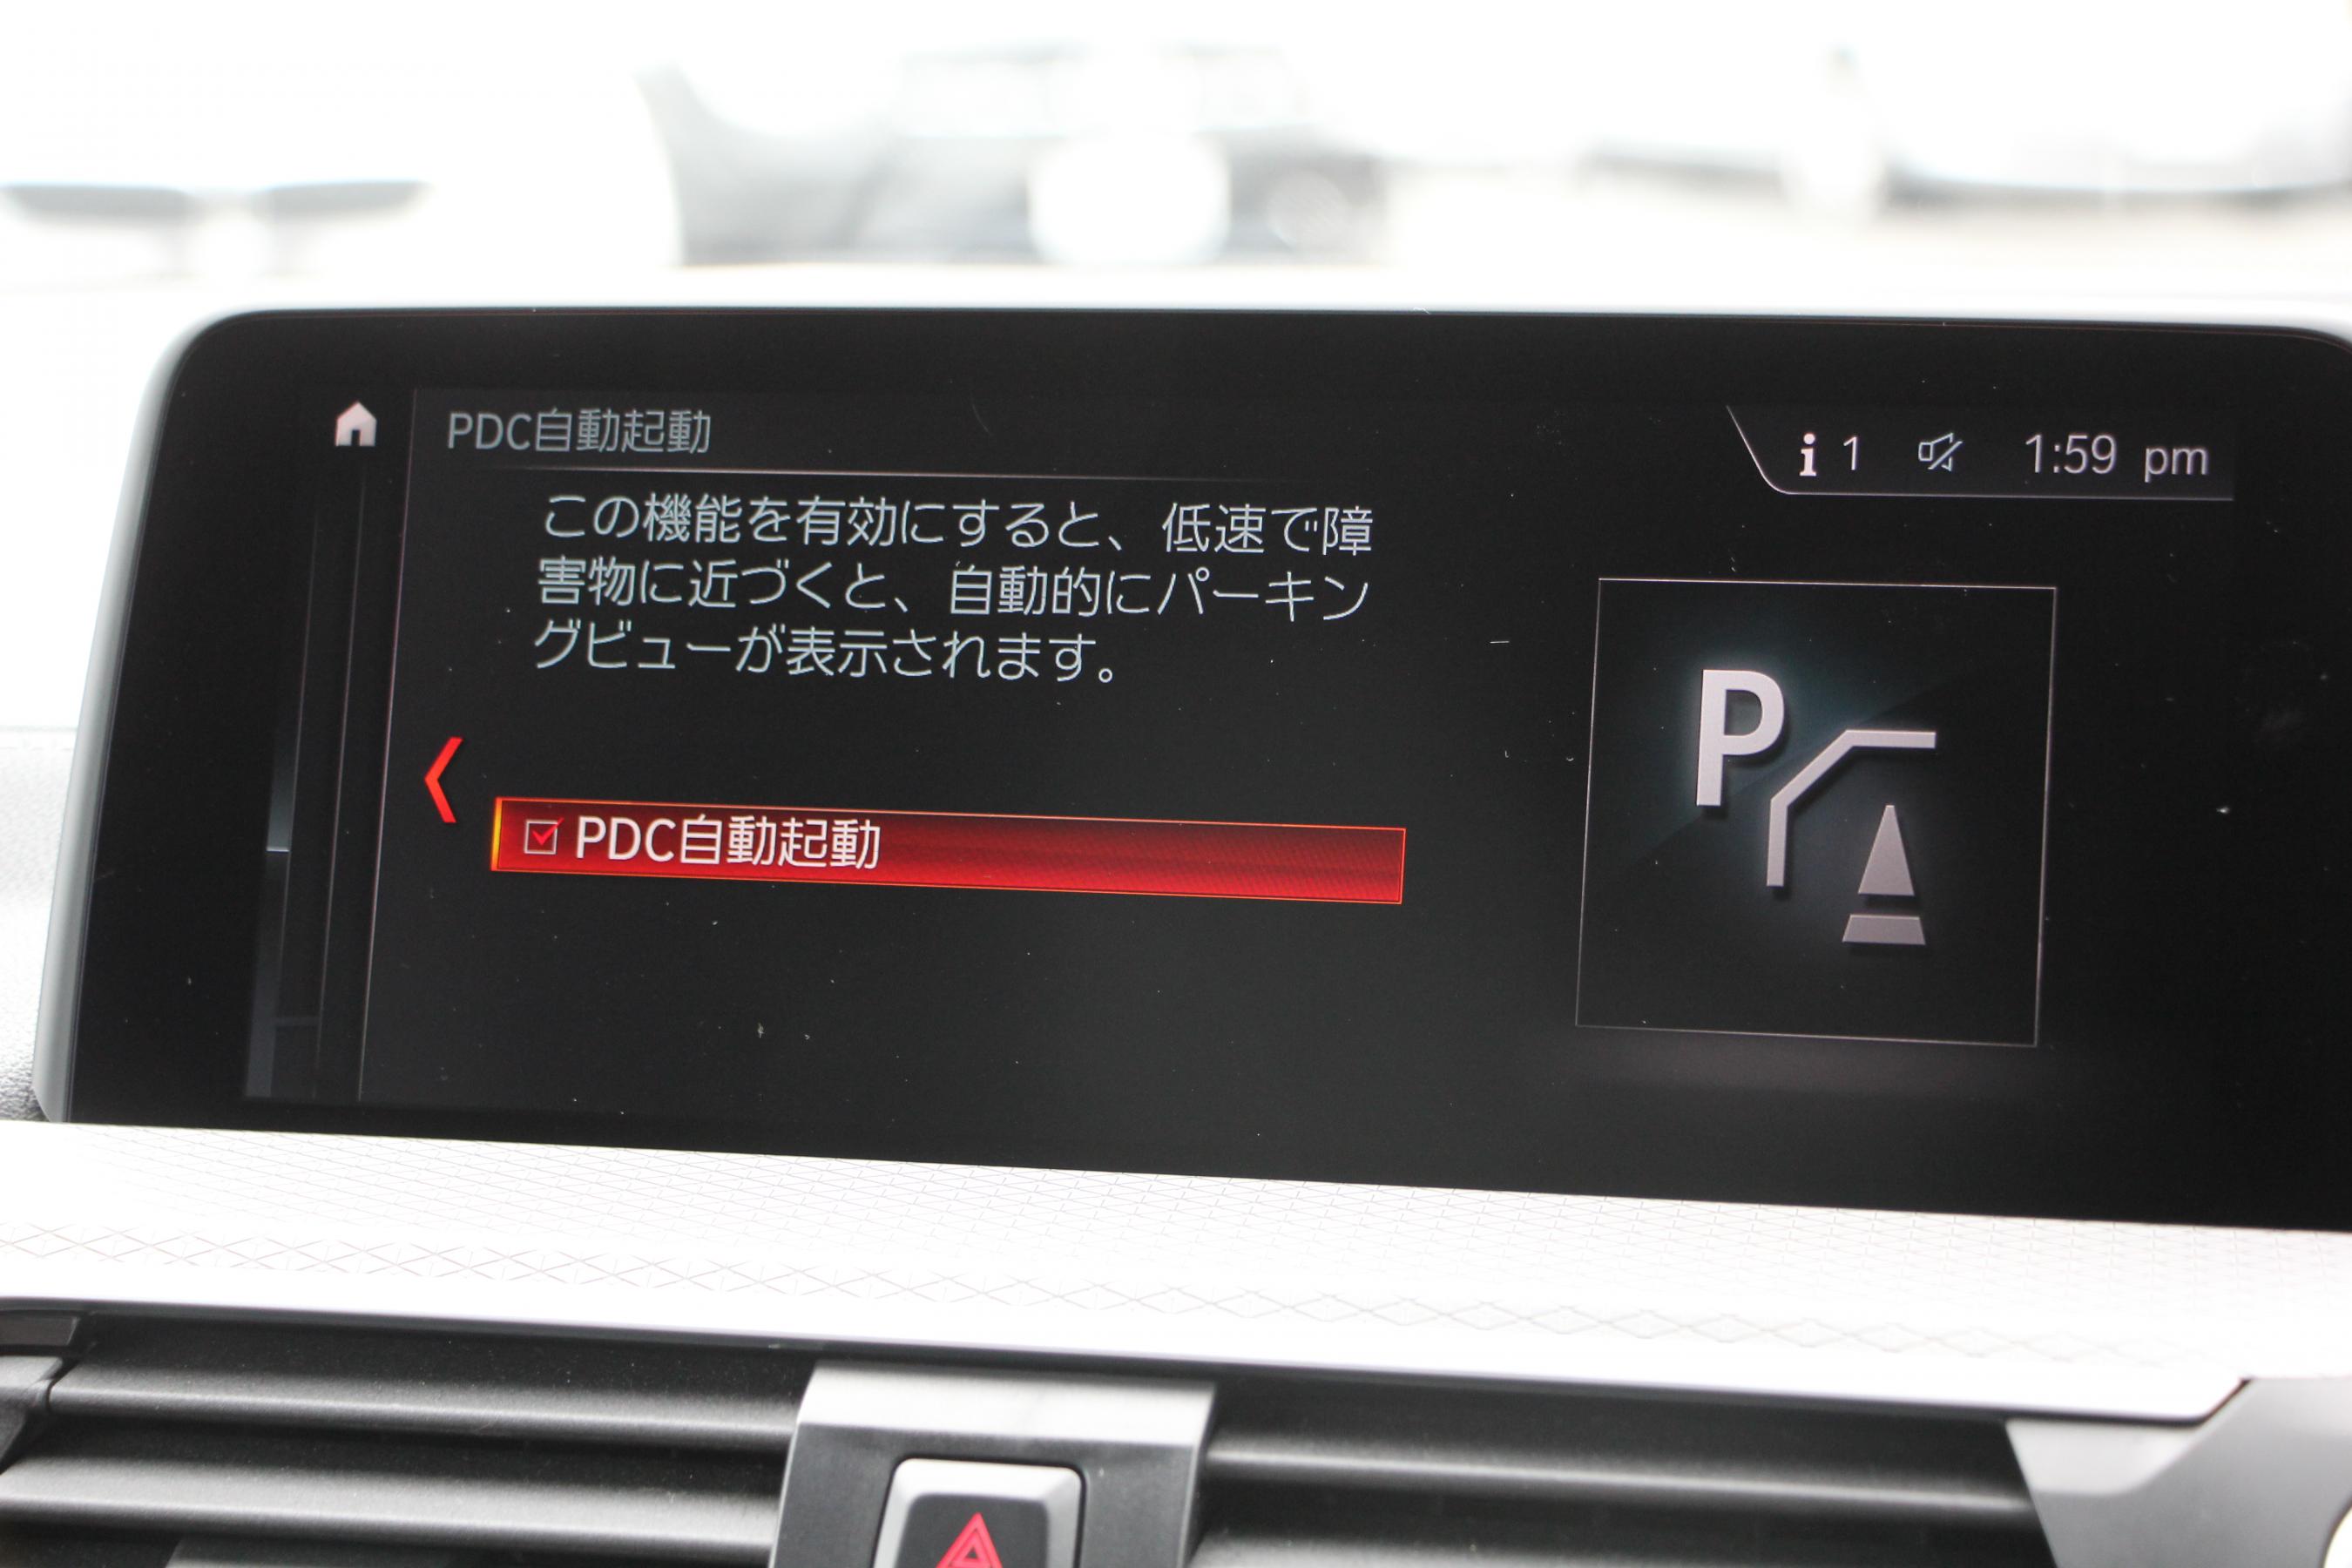 PDC自動起動
i 1 1:59 pm
この機能を有効にすると、低速で障
害物に近づくと、自動的にパーキン
グビューが表示されます。
PDC自動起動
P